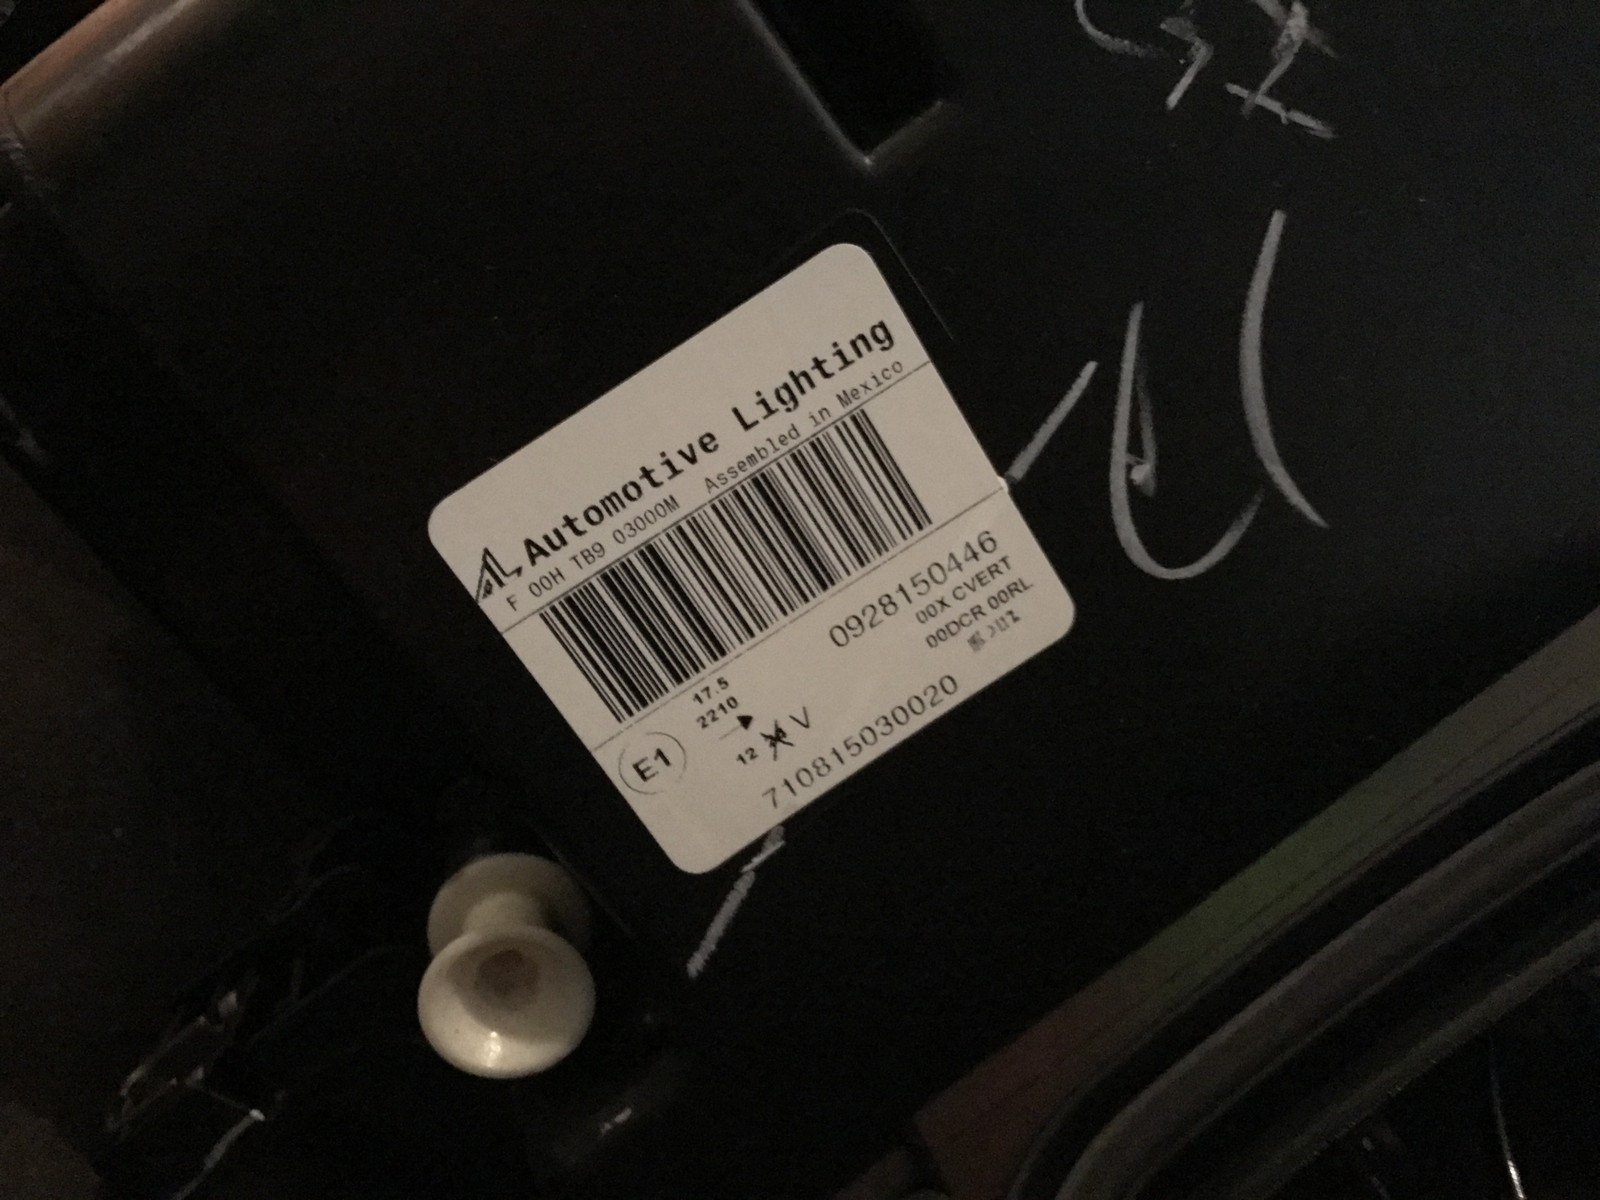 Automotive Lighting
F 00H TB9 03000M Assembled in Mexico
0928150446
00X CVERT
00DCR 00RL
17.5
2210
E1
12 V
710815030020